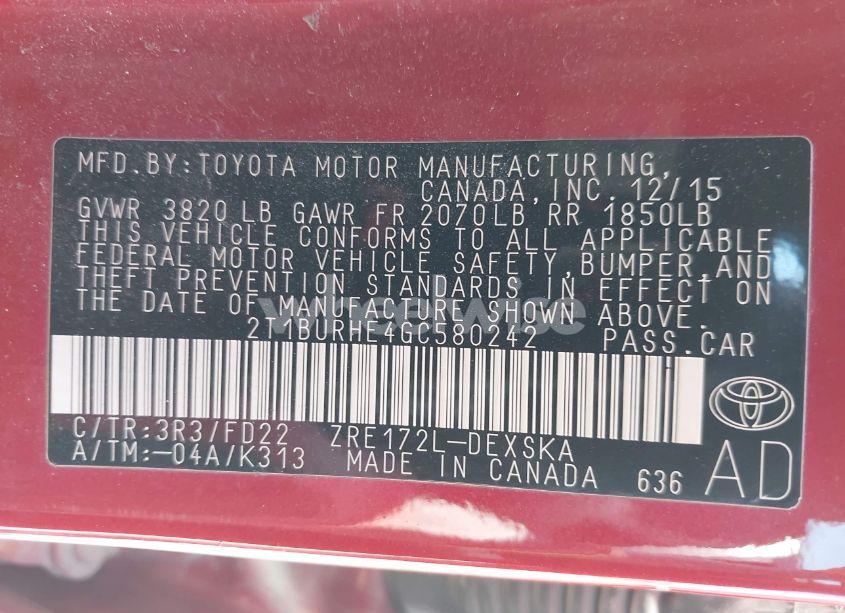 MFD.BY:TOYOTA MOTOR MANUFACTURING,
CANADA,INC. 12/15
GVWR 3820 LB GAWR FR 2070LB RR 1850LB
THIS VEHICLE CONFORMS TO ALL APPLICABLE
FEDERAL MOTOR VEHICLE SAFETY,BUMPER,AND
THEFT PREVENTION STANDARDS IN EFFECT ON
THE DATE OF MANUFACTURE SHOWN ABOVE.
wheelwise
2T1BURHE4GC580242 PASS.CAR
C/TR:3R3/FD22 ZRE172L-DEXSKA
A/TM:-04A/K313 MADE IN CANADA 636 AD